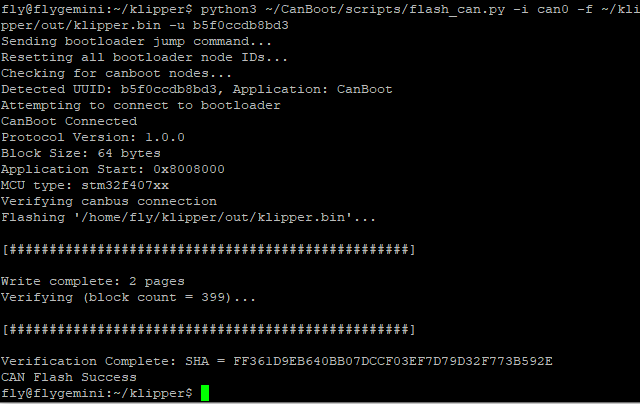 fly@flygemini:~/klipper$ python3 ~/CanBoot/scripts/flash_can.py -i can0 -f ~/kli
pper/out/klipper.bin -u b5f0ccdb8bd3
Sending bootloader jump command...
Resetting all bootloader node IDs...
Checking for canboot nodes...
Detected UUID: b5f0ccdb8bd3, Application: CanBoot
Attempting to connect to bootloader
CanBoot Connected
Protocol Version: 1.0.0
Block Size: 64 bytes
Application Start: 0x8008000
MCU type: stm32f407xx
Verifying canbus connection
Flashing '/home/fly/klipper/out/klipper.bin'...
[##################################################]
Write complete: 2 pages
Verifying (block count = 399)...
[##################################################]
Verification Complete: SHA = FF361D9EB640BB07DCCF03EF7D79D32F773B592E
CAN Flash Success
fly@flygemini:~/klipper$